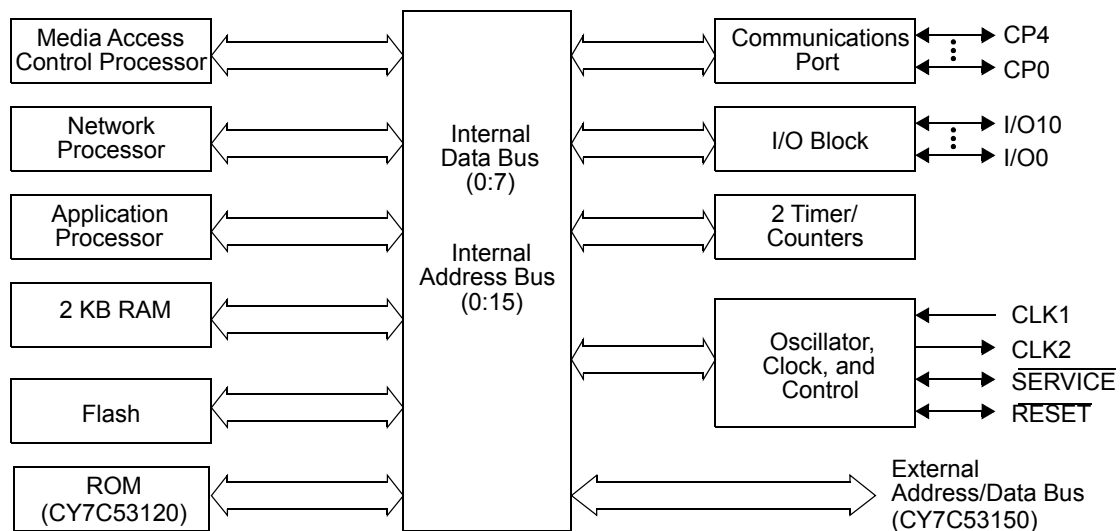 Media Access
Control Processor
Network
Processor
Application
Processor
2 KB RAM
Flash
ROM
(CY7C53120)
Internal
Data Bus
(0:7)
Internal
Address Bus
(0:15)
Communications
Port
CP4
CP0
I/O Block
I/O10
I/O0
2 Timer/
Counters
Oscillator,
Clock, and
Control
CLK1
CLK2
SERVICE
RESET
External
Address/Data Bus
(CY7C53150)